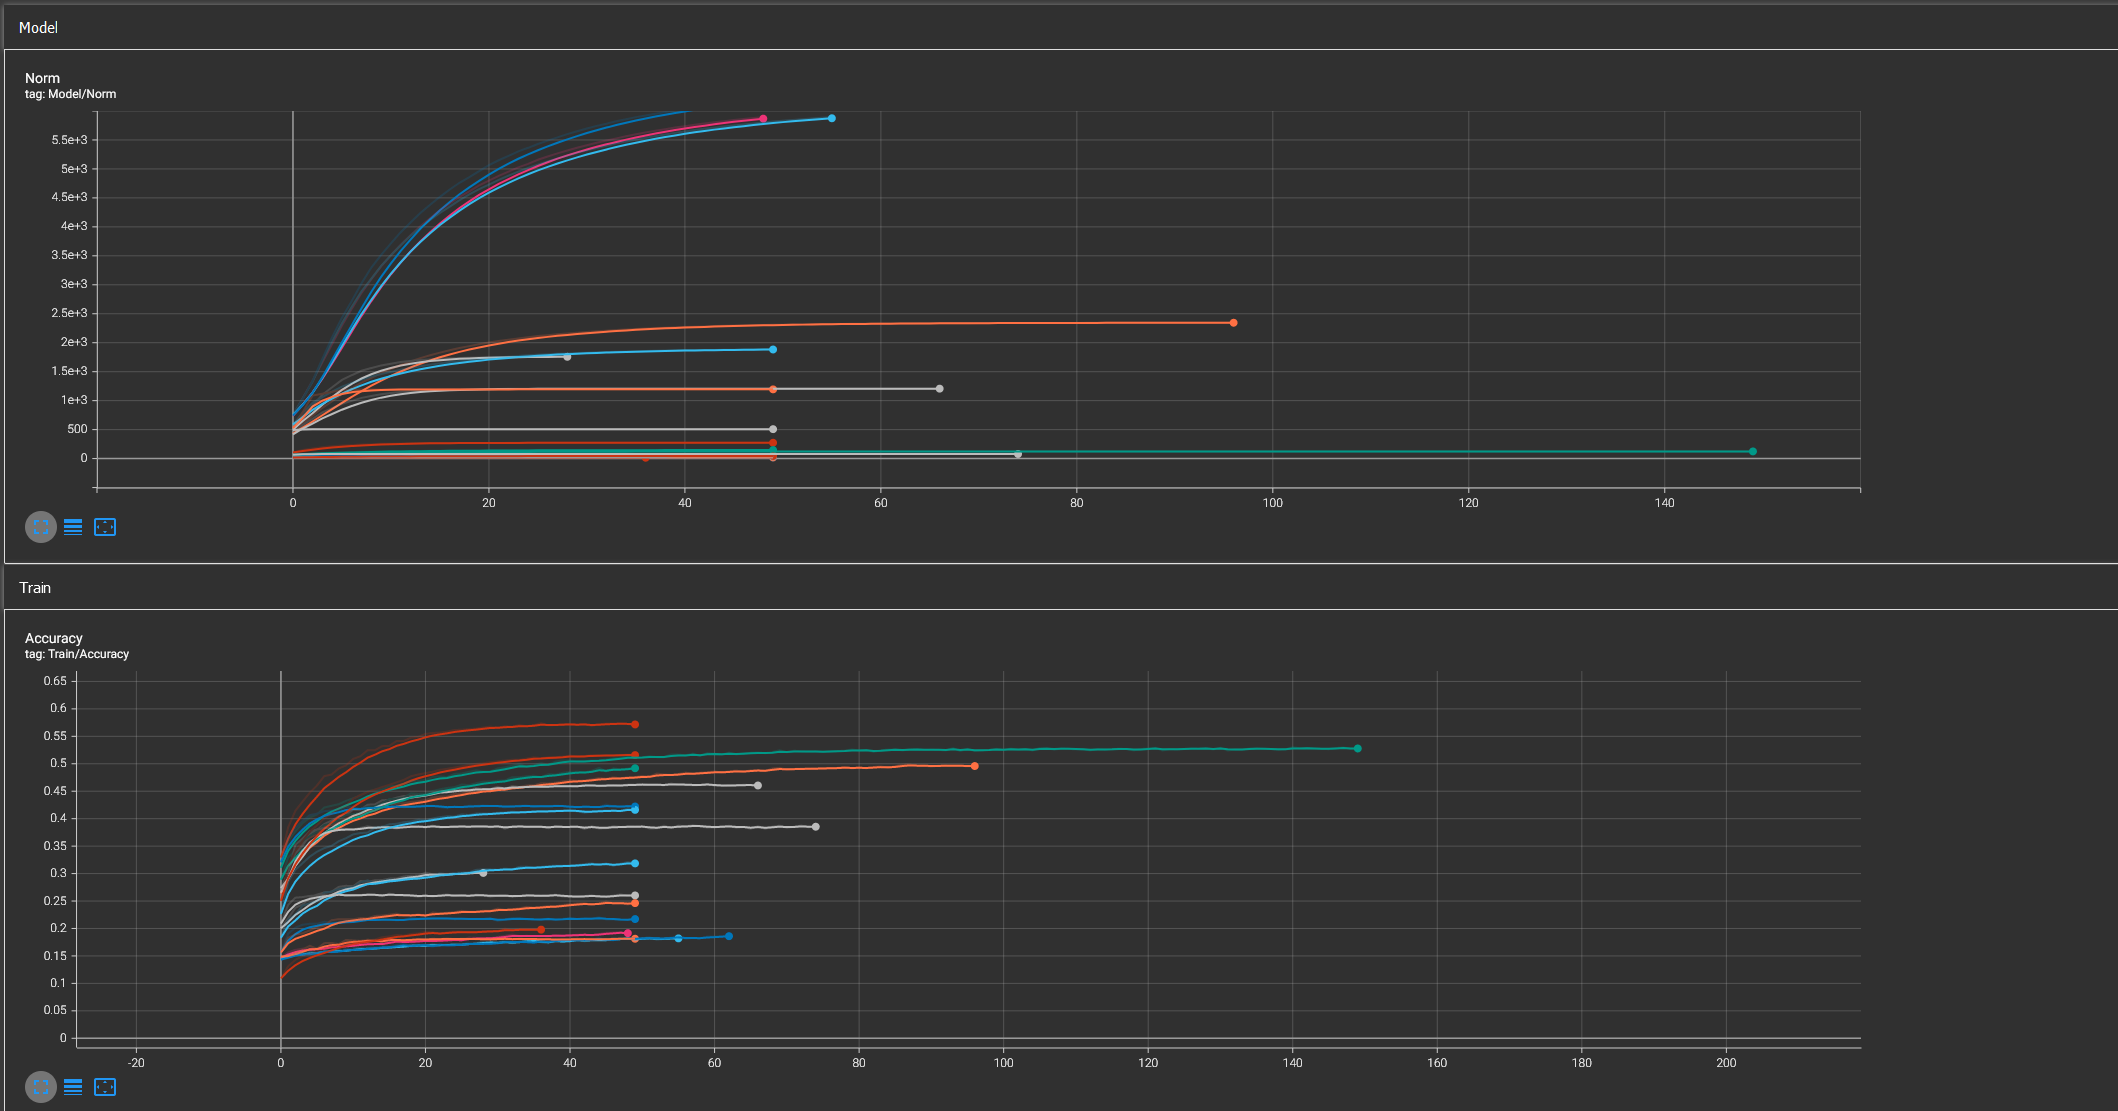 Model
Norm
tag: Model/Norm
5.5e+3
5e+3
4.5e+3
4e+3
3.5e+3
3e+3
2.5e+3
2e+3
1.5e+3
1e+3
500
0
0 20 40 60 80 100 120 140
Train
Accuracy
tag: Train/Accuracy
0.65
0.6
0.55
0.5
0.45
0.4
0.35
0.3
0.25
0.2
0.15
0.1
0.05
0
-20 0 20 40 60 80 100 120 140 160 180 200